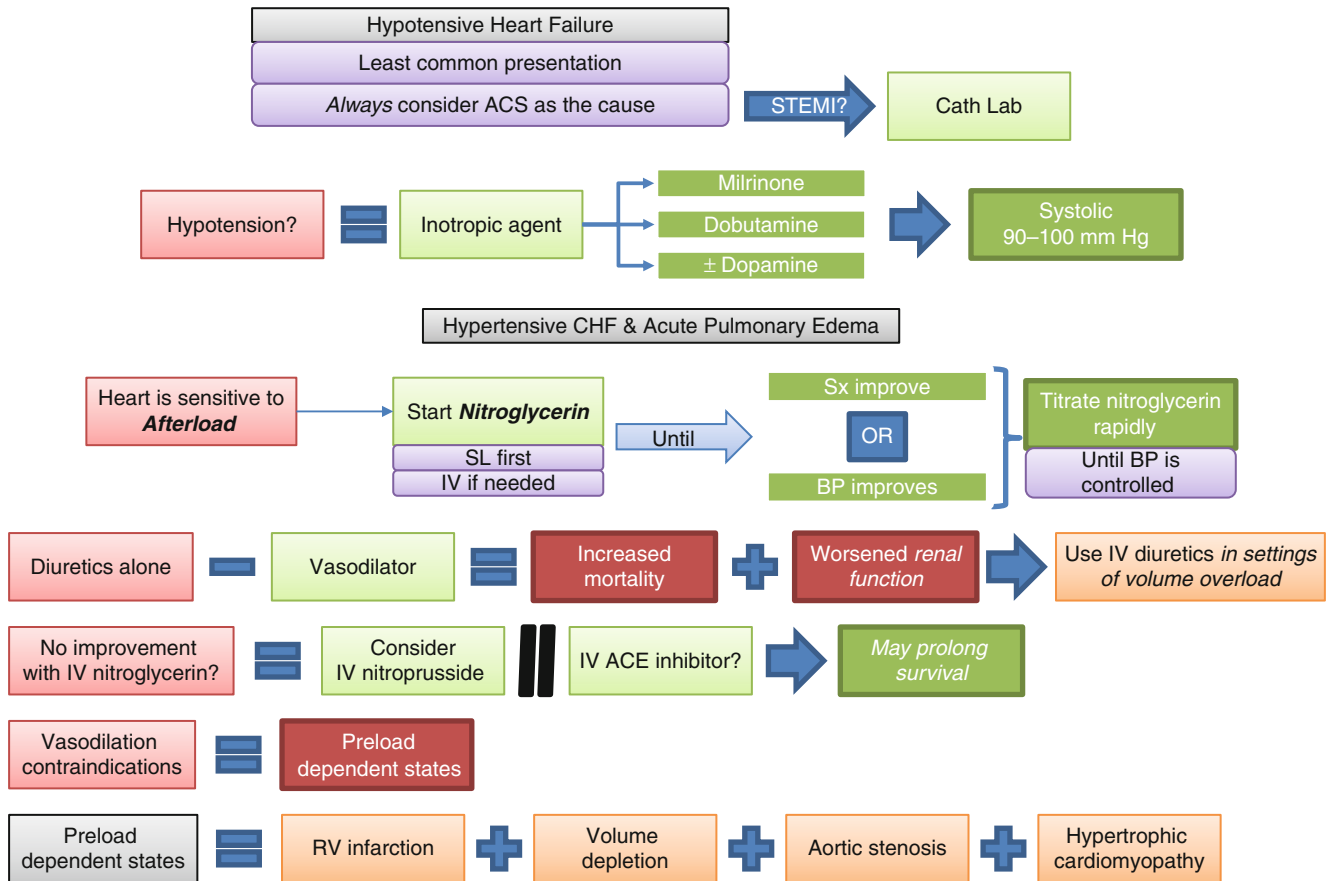 Hypotensive Heart Failure
Least common presentation
Always consider ACS as the cause
STEMI?
Cath Lab
Hypotension?
Inotropic agent
Milrinone
Dobutamine
± Dopamine
Systolic
90–100 mm Hg
Hypertensive CHF & Acute Pulmonary Edema
Heart is sensitive to
Afterload
Start Nitroglycerin
SL first
IV if needed
Until
Sx improve
OR
BP improves
Titrate nitroglycerin
rapidly
Until BP is
controlled
Diuretics alone
Vasodilator
Increased
mortality
Worsened renal
function
Use IV diuretics in settings
of volume overload
No improvement
with IV nitroglycerin?
Consider
IV nitroprusside
IV ACE inhibitor?
May prolong
survival
Vasodilation
contraindications
Preload
dependent states
Preload
dependent states
RV infarction
Volume
depletion
Aortic stenosis
Hypertrophic
cardiomyopathy